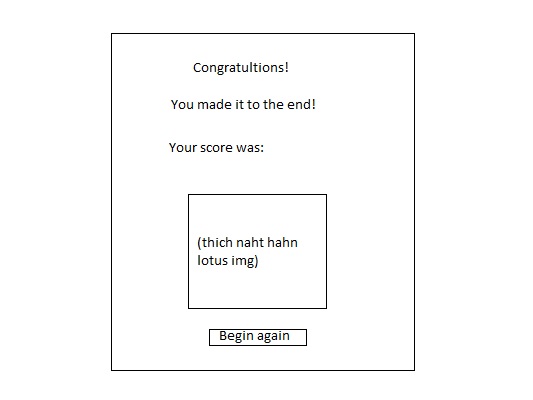 Congratultions!
You made it to the end!
Your score was:
(thich naht hahn
lotus img)
Begin again